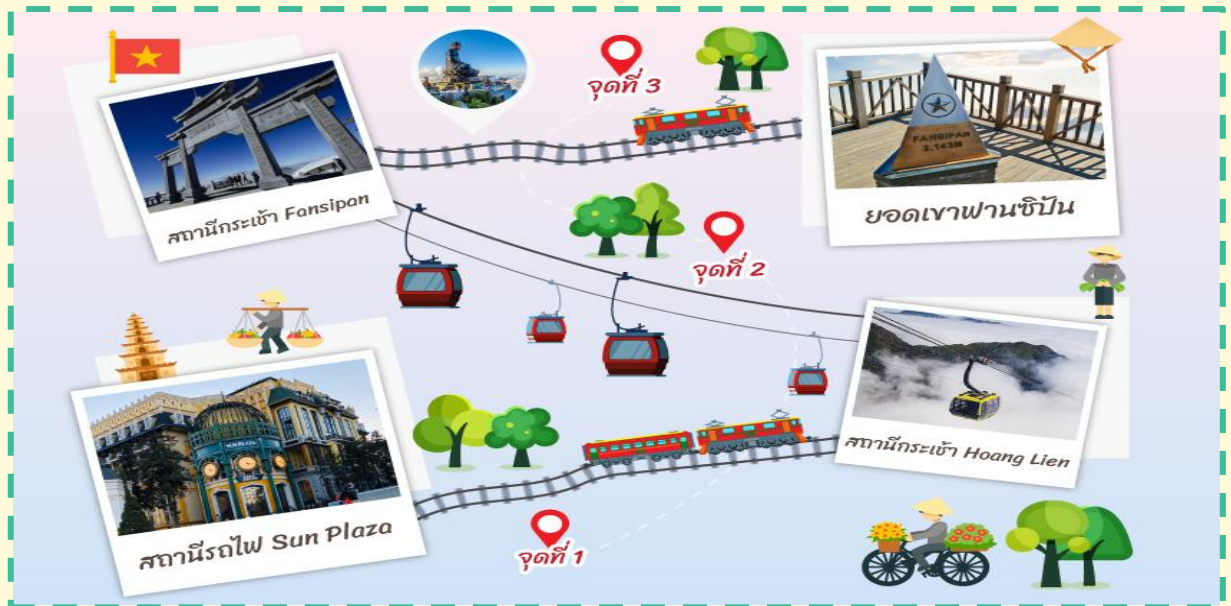 จุดที่ 3
สถานีกระเช้า Fansipan
FANSIPAN
3.143M
ยอดเขาฟานซิปัน
จุดที่ 2
สถานีกระเช้า Hoang Lien
SUN PLAZA
สถานีรถไฟ Sun Plaza
จุดที่ 1